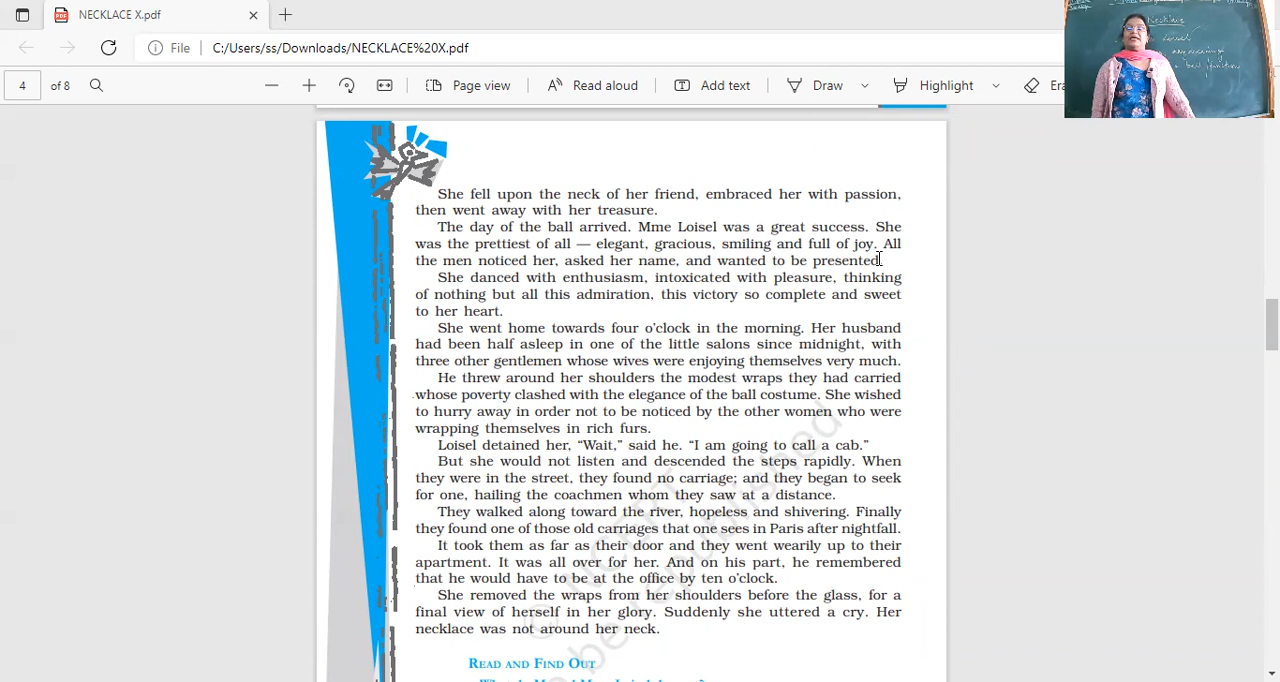 NECKLACE X.pdf
File C:/Users/ss/Downloads/NECKLACE%20X.pdf
4 of 8 Page view Read aloud Add text Draw Highlight Era
Necklace
Loisel
ball function
She fell upon the neck of her friend, embraced her with passion,
then went away with her treasure.
The day of the ball arrived. Mme Loisel was a great success. She
was the prettiest of all — elegant, gracious, smiling and full of joy. All
the men noticed her, asked her name, and wanted to be presented.
She danced with enthusiasm, intoxicated with pleasure, thinking
of nothing but all this admiration, this victory so complete and sweet
to her heart.
She went home towards four o'clock in the morning. Her husband
had been half asleep in one of the little salons since midnight, with
three other gentlemen whose wives were enjoying themselves very much.
He threw around her shoulders the modest wraps they had carried
whose poverty clashed with the elegance of the ball costume. She wished
to hurry away in order not to be noticed by the other women who were
wrapping themselves in rich furs.
Loisel detained her, “Wait,” said he. “I am going to call a cab.”
But she would not listen and descended the steps rapidly. When
they were in the street, they found no carriage; and they began to seek
for one, hailing the coachmen whom they saw at a distance.
They walked along toward the river, hopeless and shivering. Finally
they found one of those old carriages that one sees in Paris after nightfall.
It took them as far as their door and they went wearily up to their
apartment. It was all over for her. And on his part, he remembered
that he would have to be at the office by ten o'clock.
She removed the wraps from her shoulders before the glass, for a
final view of herself in her glory. Suddenly she uttered a cry. Her
necklace was not around her neck.
READ AND FIND OUT
© NCERT
be republished